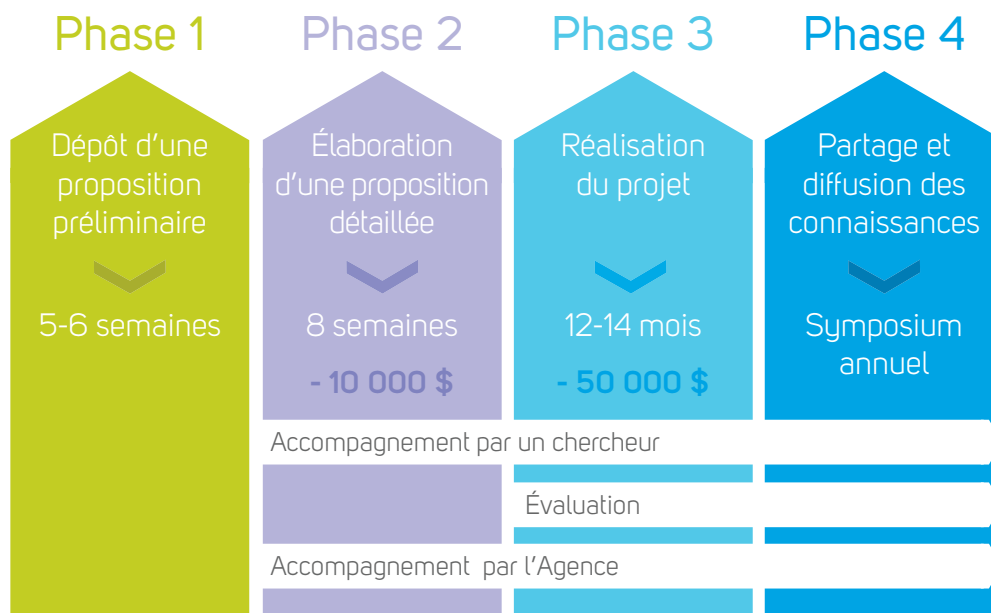 Phase 1
Dépôt d'une
proposition
préliminaire
5-6 semaines
Phase 2
Élaboration
d'une proposition
détaillée
8 semaines
- 10 000 $
Phase 3
Réalisation
du projet
12-14 mois
- 50 000 $
Phase 4
Partage et
diffusion des
connaissances
Symposium
annuel
Accompagnement par un chercheur
Évaluation
Accompagnement par l'Agence